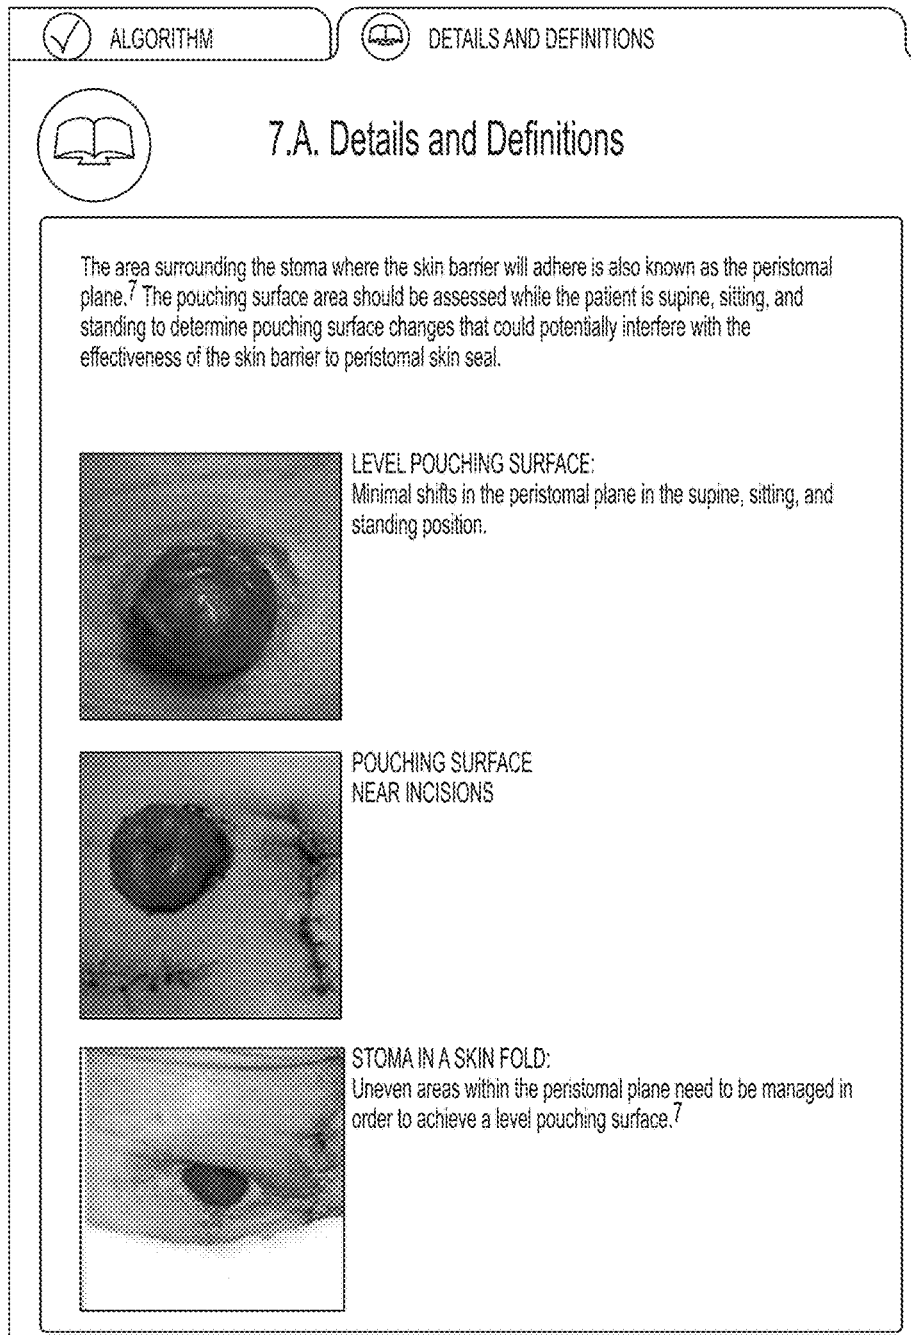 ALGORITHM
DETAILS AND DEFINITIONS
7.A. Details and Definitions
The area surrounding the stoma where the skin barrier will adhere is also known as the peristomal
plane.7 The pouching surface area should be assessed while the patient is supine, sitting, and
standing to determine pouching surface changes that could potentially interfere with the
effectiveness of the skin barrier to peristomal skin seal.
LEVEL POUCHING SURFACE:
Minimal shifts in the peristomal plane in the supine, sitting, and
standing position.
POUCHING SURFACE
NEAR INCISIONS
STOMA IN A SKIN FOLD:
Uneven areas within the peristomal plane need to be managed in
order to achieve a level pouching surface.7